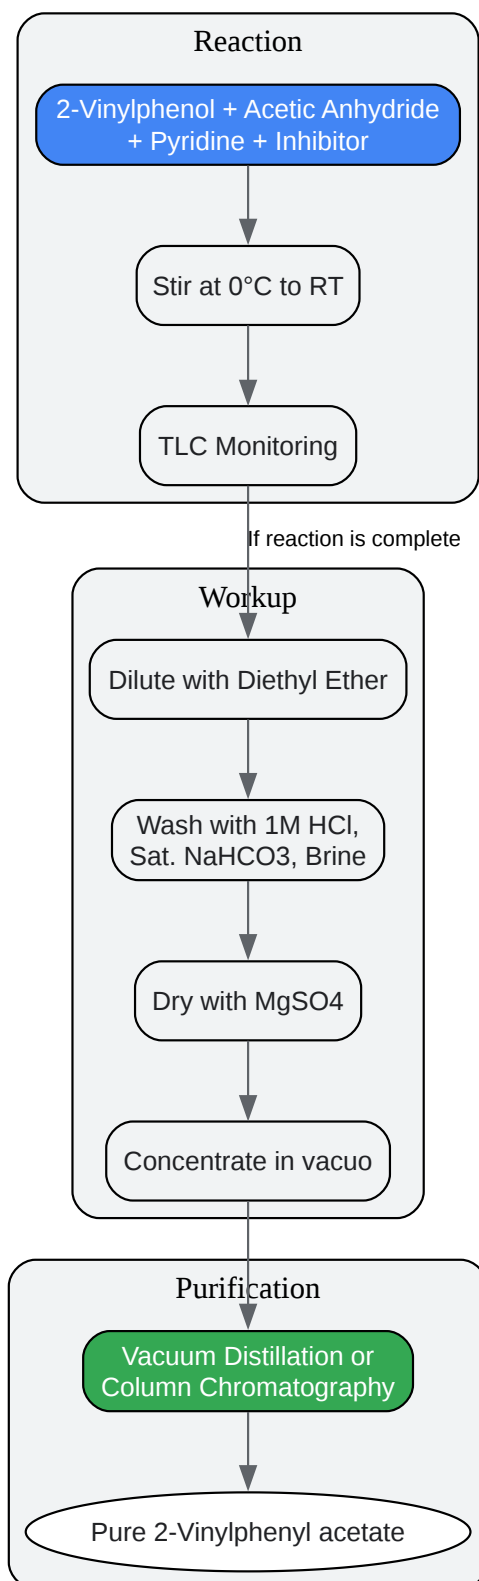 Reaction
2-Vinylphenol + Acetic Anhydride
+ Pyridine + Inhibitor
Stir at 0°C to RT
TLC Monitoring
If reaction is complete
Workup
Dilute with Diethyl Ether
Wash with 1M HCl,
Sat. NaHCO3, Brine
Dry with MgSO4
Concentrate in vacuo
Purification
Vacuum Distillation or
Column Chromatography
Pure 2-Vinylphenyl acetate